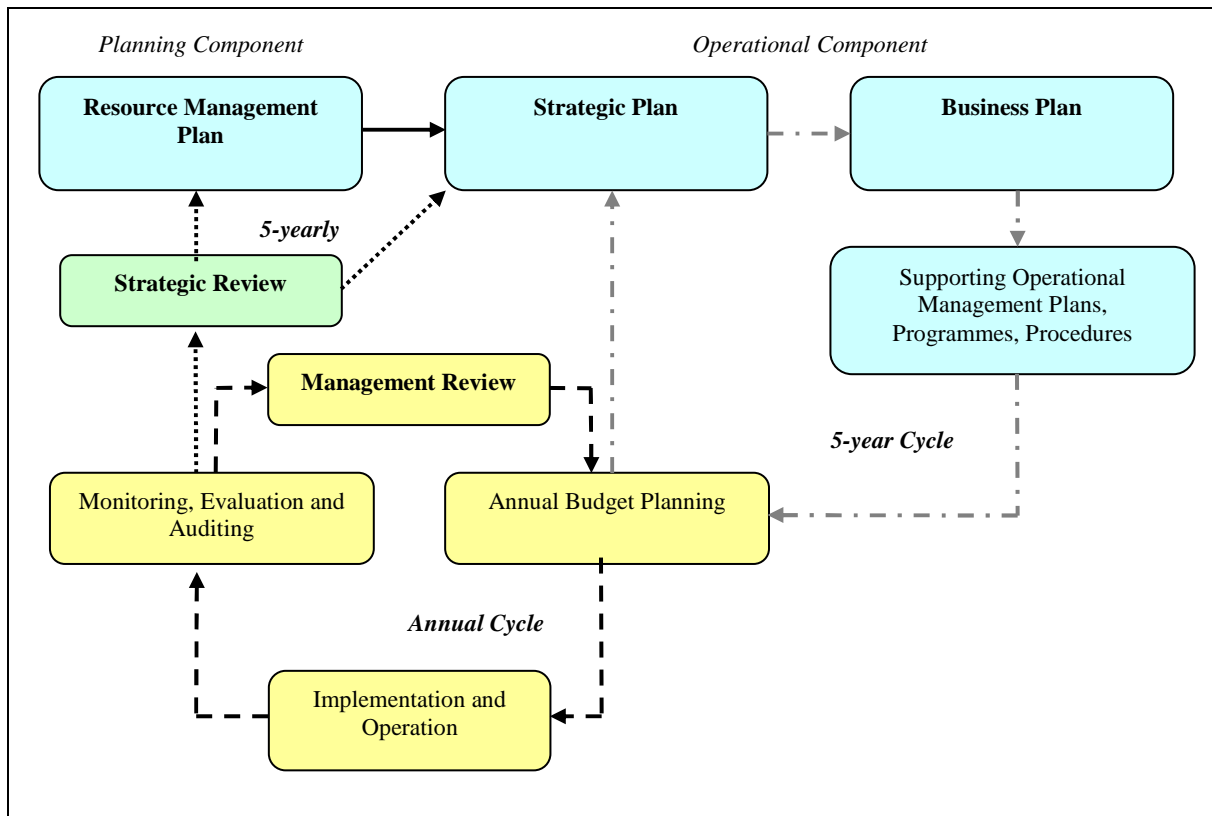 Planning Component
Operational Component
Resource Management
Plan
Strategic Plan
Business Plan
5-yearly
Strategic Review
Supporting Operational
Management Plans,
Programmes, Procedures
Management Review
5-year Cycle
Monitoring, Evaluation and
Auditing
Annual Budget Planning
Annual Cycle
Implementation and
Operation